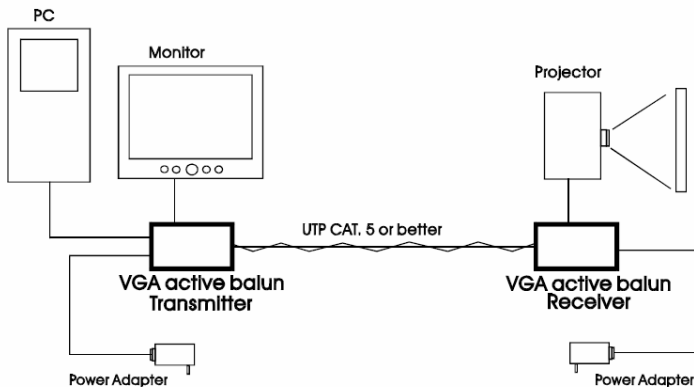 PC
Monitor
Projector
UTP CAT. 5 or better
VGA active balun
Transmitter
VGA active balun
Receiver
Power Adapter
Power Adapter